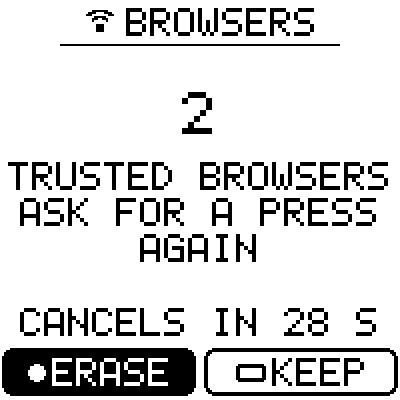 BROWSERS
2
TRUSTED BROWSERS
ASK FOR A PRESS
AGAIN
CANCELS IN 28 S
ERASE KEEP